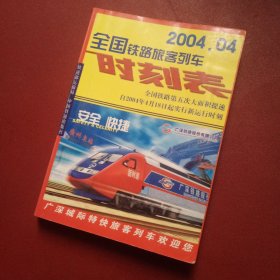 2004.04
全国铁路旅客列车
时刻表
全国铁路第五次大面积提速
自2004年4月18日起实行新运行时刻
安全 快捷
广深城际特快旅客列车欢迎您